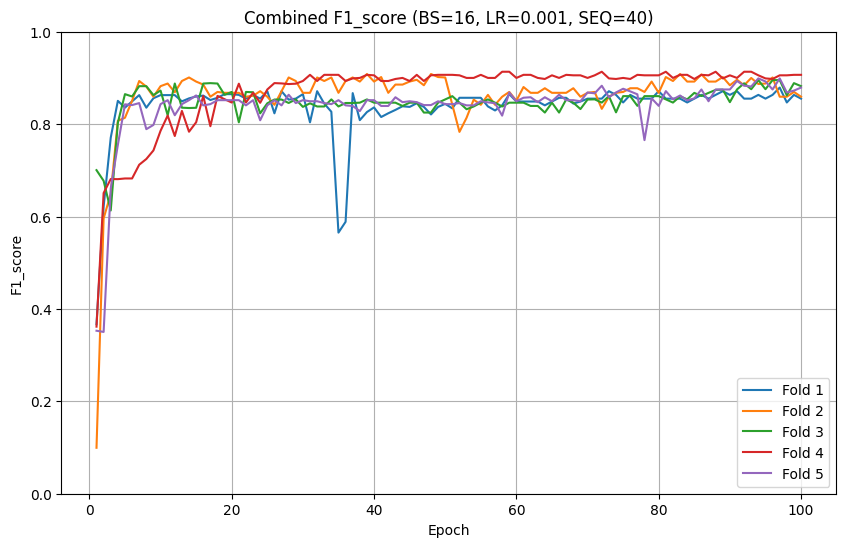 Combined F1_score (BS=16, LR=0.001, SEQ=40)
1.0
0.8
0.6
0.4
0.2
0.0
F1_score
0 20 40 60 80 100
Epoch
Fold 1
Fold 2
Fold 3
Fold 4
Fold 5